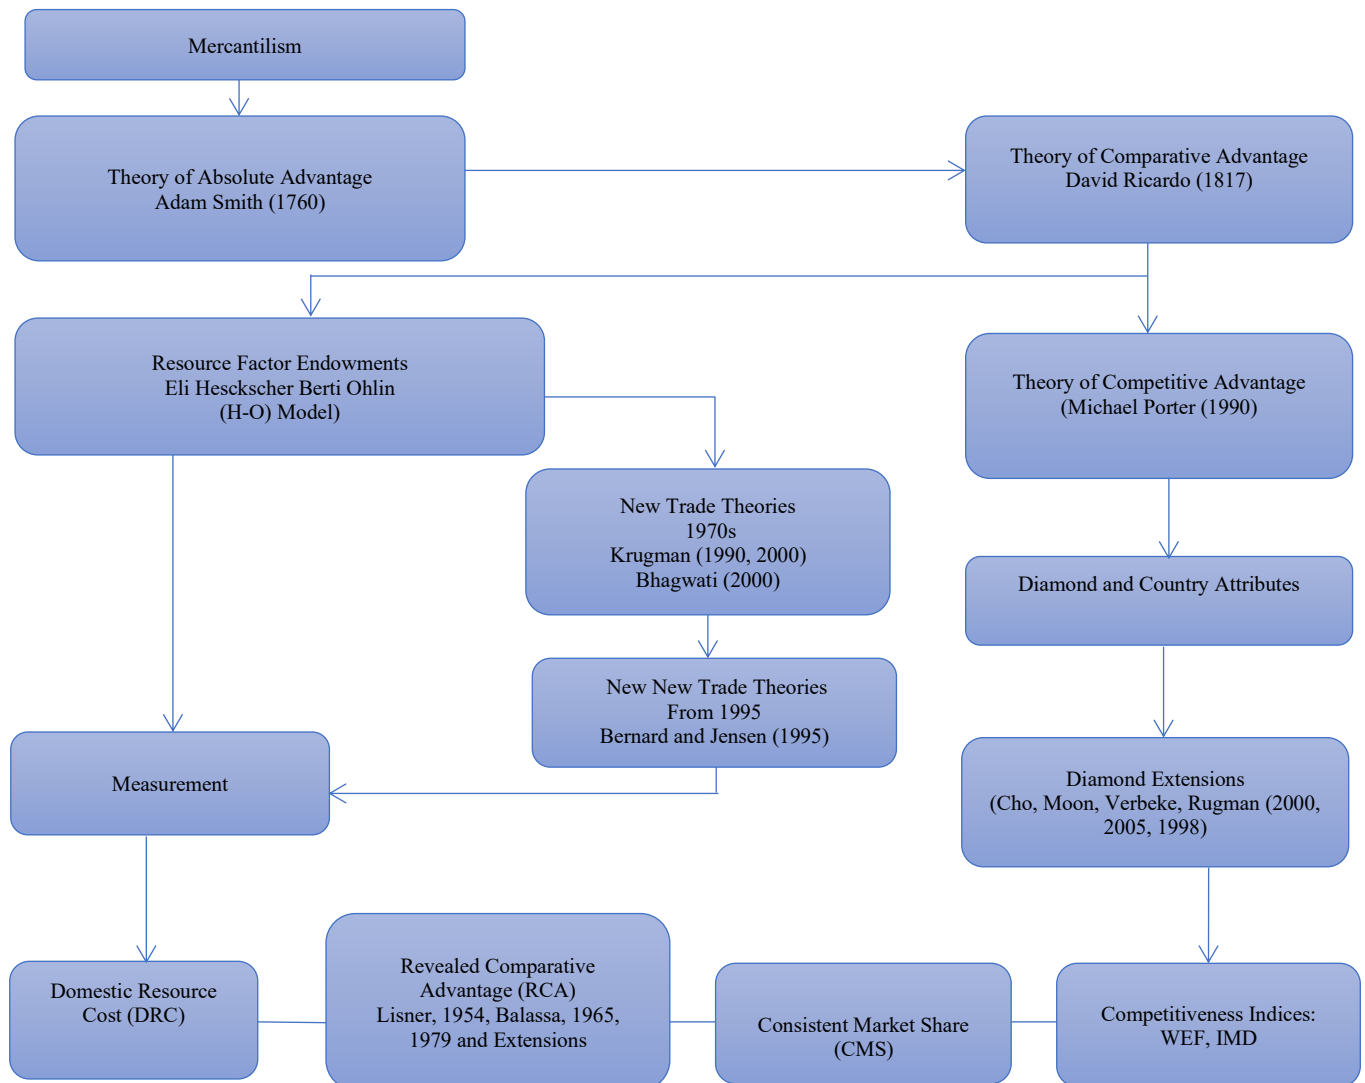 Mercantilism
Theory of Absolute Advantage
Adam Smith (1760)
Theory of Comparative Advantage
David Ricardo (1817)
Resource Factor Endowments
Eli Hesckscher Berti Ohlin
(H-O) Model)
Theory of Competitive Advantage
(Michael Porter (1990)
New Trade Theories
1970s
Krugman (1990, 2000)
Bhagwati (2000)
Diamond and Country Attributes
New New Trade Theories
From 1995
Bernard and Jensen (1995)
Measurement
Diamond Extensions
(Cho, Moon, Verbeke, Rugman (2000,
2005, 1998)
Domestic Resource
Cost (DRC)
Revealed Comparative
Advantage (RCA)
Lisner, 1954, Balassa, 1965,
1979 and Extensions
Consistent Market Share
(CMS)
Competitiveness Indices:
WEF, IMD